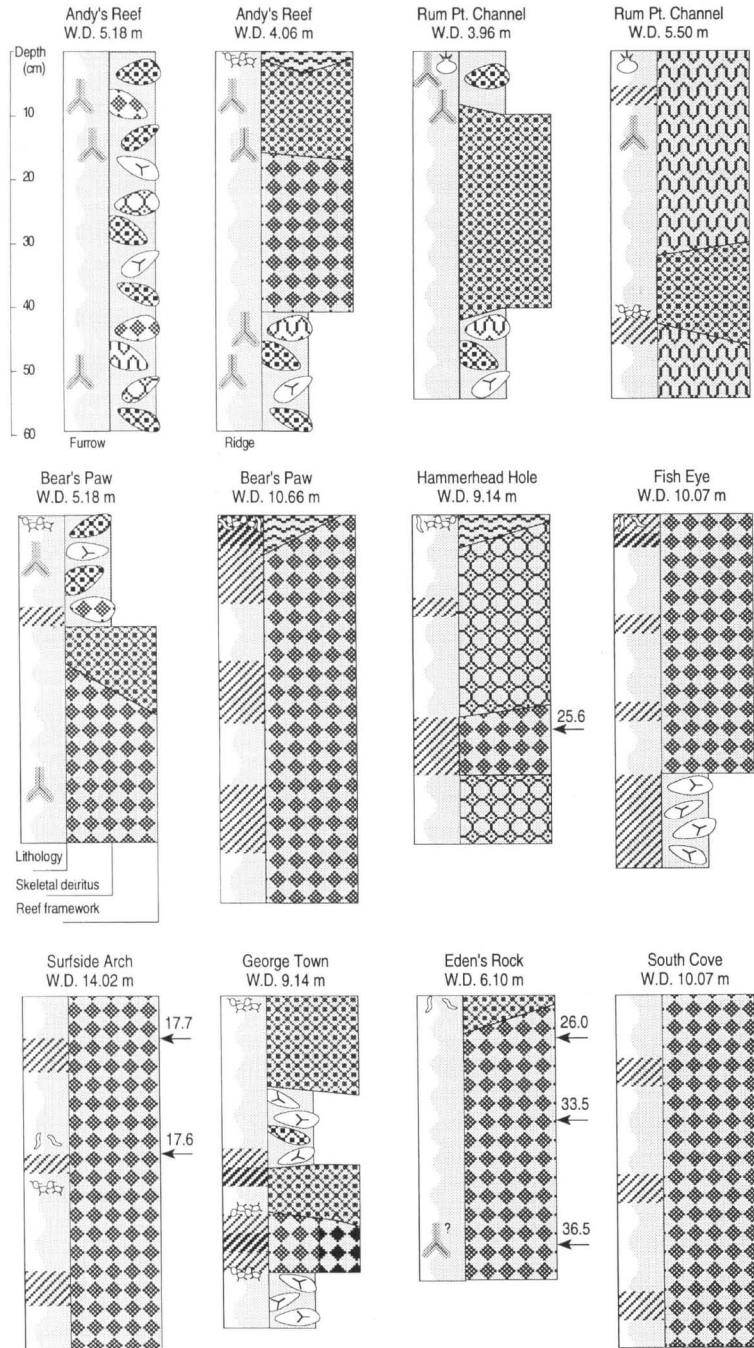 Andy's Reef
W.D. 5.18 m
Andy's Reef
W.D. 4.06 m
Rum Pt. Channel
W.D. 3.96 m
Rum Pt. Channel
W.D. 5.50 m
Depth
(cm)
10
20
30
40
50
60
Furrow
Ridge
Bear's Paw
W.D. 5.18 m
Bear's Paw
W.D. 10.66 m
Hammerhead Hole
W.D. 9.14 m
Fish Eye
W.D. 10.07 m
25.6
Lithology
Skeletal deiritus
Reef framework
Surfside Arch
W.D. 14.02 m
George Town
W.D. 9.14 m
Eden's Rock
W.D. 6.10 m
South Cove
W.D. 10.07 m
17.7
17.6
26.0
33.5
36.5
?